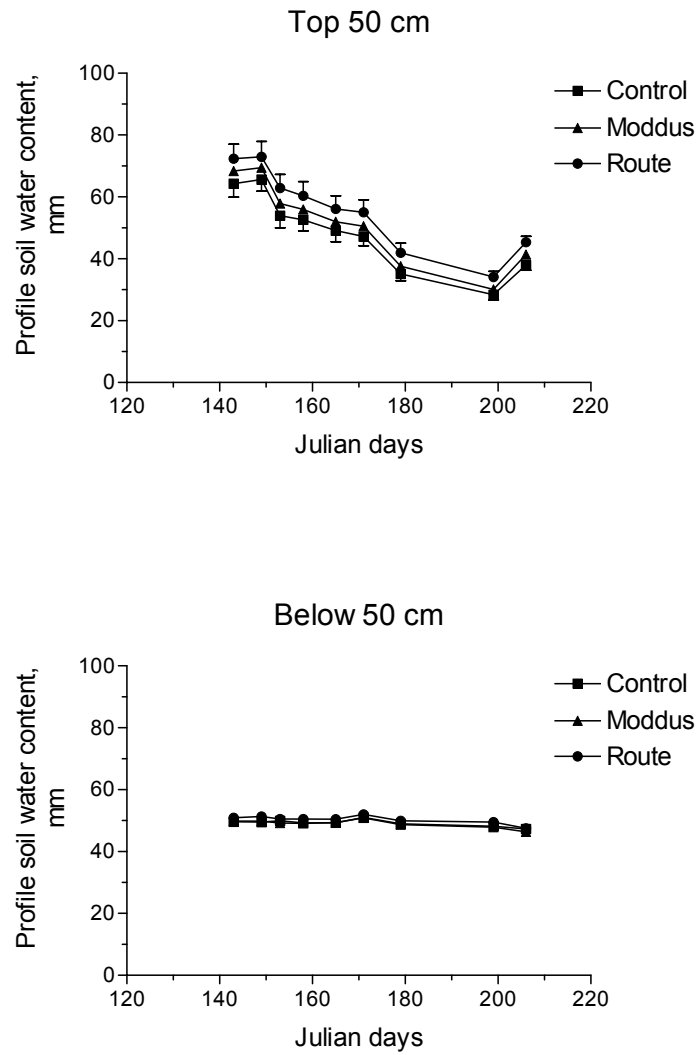 Top 50 cm
Profile soil water content,
mm
100
80
60
40
20
0
120
140
160
180
200
220
Julian days
Control
Moddus
Route
Below 50 cm
Profile soil water content,
mm
100
80
60
40
20
0
120
140
160
180
200
220
Julian days
Control
Moddus
Route